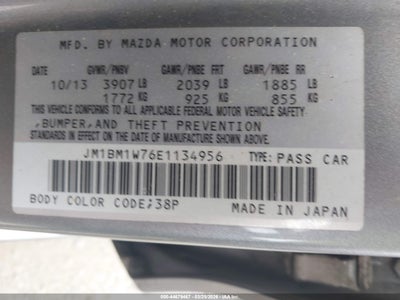 MFD. BY MAZDA MOTOR CORPORATION
GVWR/PNBV GAWR/PNBE FRT GAWR/PNBE RR
10/13 3907 LB 2039 LB 1885 LB
1772 KG 925 KG 855 KG
THIS VEHICLE CONFORMS TO ALL APPLICABLE FEDERAL MOTOR VEHICLE SAFETY
,BUMPER,AND THEFT PREVENTION
STANDARDS IN EFFECT ON THE DATE OF MANUFACTURE SHOWN ABOVE.
JM1BM1W76E1134956 TYPE:PASS CAR
BODY COLOR CODE:38P MADE IN JAPAN